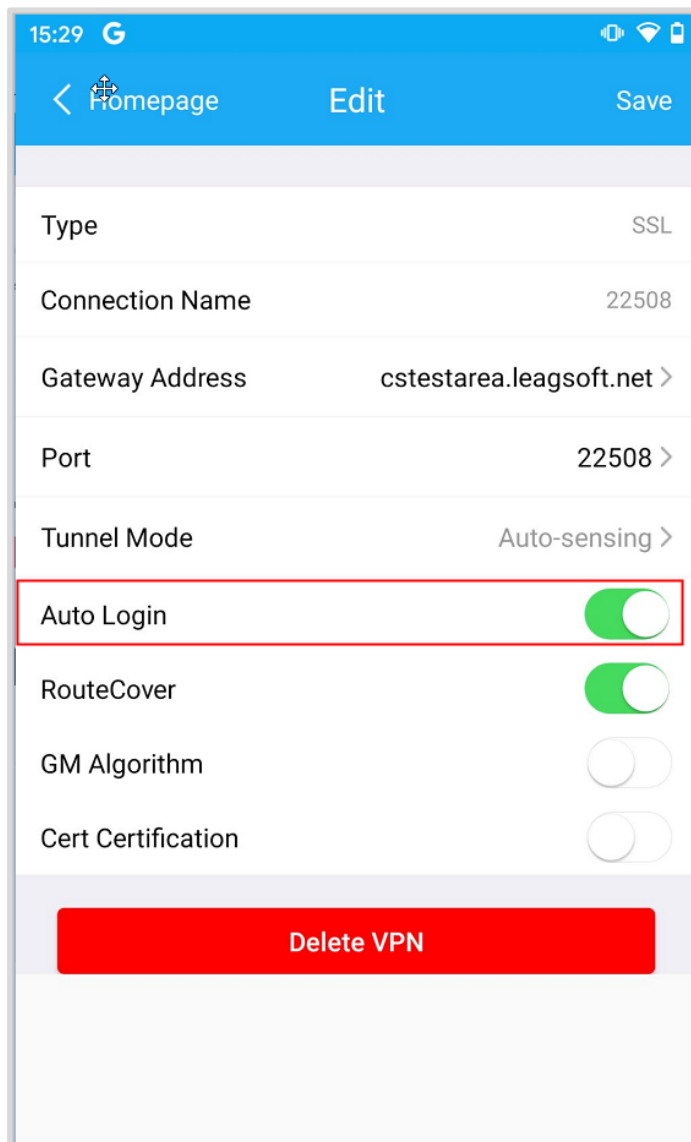 15:29 G
Homepage Edit Save
Type SSL
Connection Name 22508
Gateway Address cstestarea.leagsoft.net
Port 22508
Tunnel Mode Auto-sensing
Auto Login
RouteCover
GM Algorithm
Cert Certification
Delete VPN